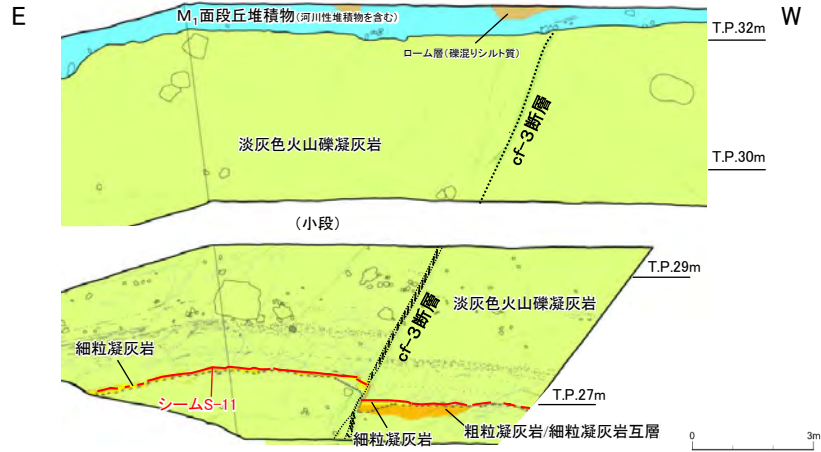 E
W
M₁面段丘堆積物(河川性堆積物を含む)
ローム層(礫混りシルト質)
T.P.32m
cf-3断層
淡灰色火山礫凝灰岩
T.P.30m
(小段)
T.P.29m
cf-3断層
淡灰色火山礫凝灰岩
細粒凝灰岩
シームS-11
T.P.27m
細粒凝灰岩
粗粒凝灰岩/細粒凝灰岩互層
0 3m